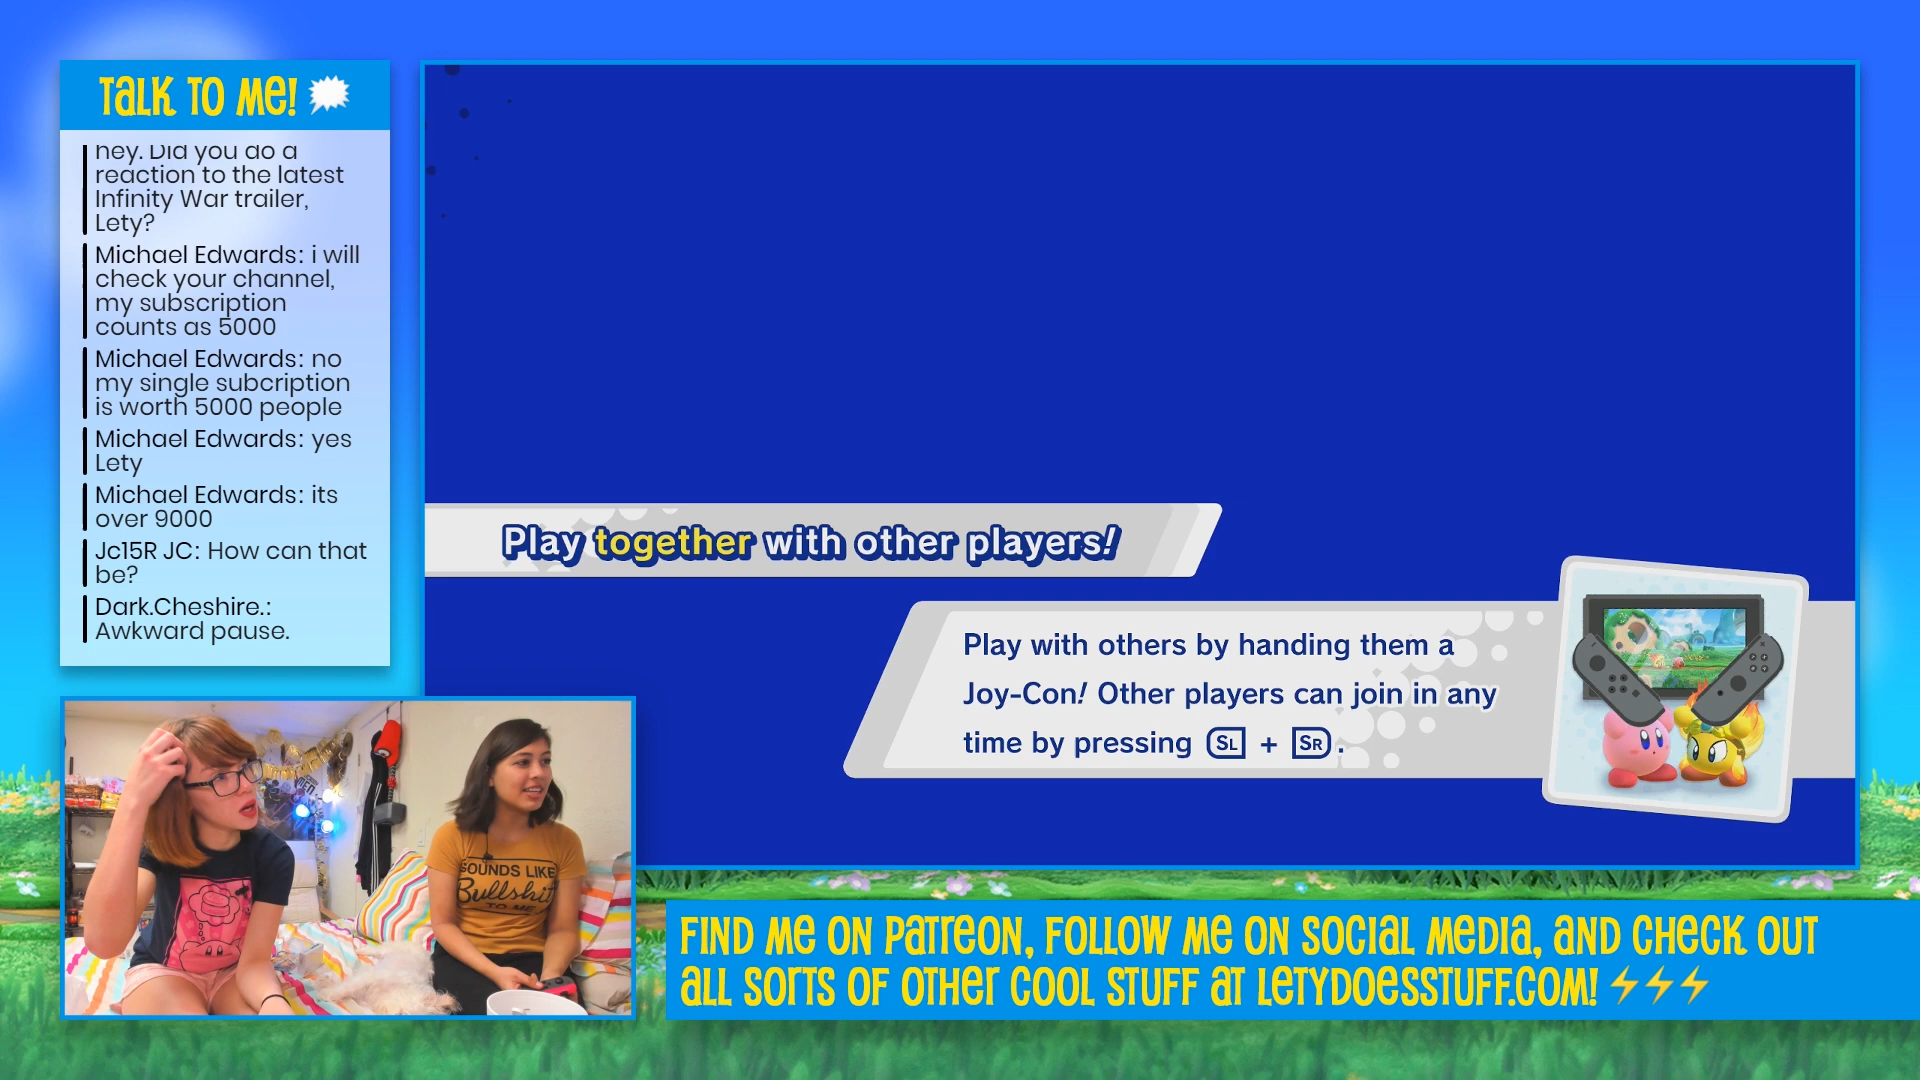 TALK TO ME!
hey. Did you do a
reaction to the latest
Infinity War trailer,
Lety?
Michael Edwards: i will
check your channel,
my subscription
counts as 5000
Michael Edwards: no
my single subcription
is worth 5000 people
Michael Edwards: yes
Lety
Michael Edwards: its
over 9000
Jc15R JC: How can that
be?
Dark.Cheshire.:
Awkward pause.
Play together with other players!
Play with others by handing them a
Joy-Con! Other players can join in any
time by pressing SL + SR .
SOUNDS LIKE
Bullshit
TO ME
FIND ME ON PATREON, FOLLOW ME ON SOCIAL MEDIA, AND CHECK OUT
ALL SORTS OF OTHER COOL STUFF AT LETYDOESSTUFF.COM!